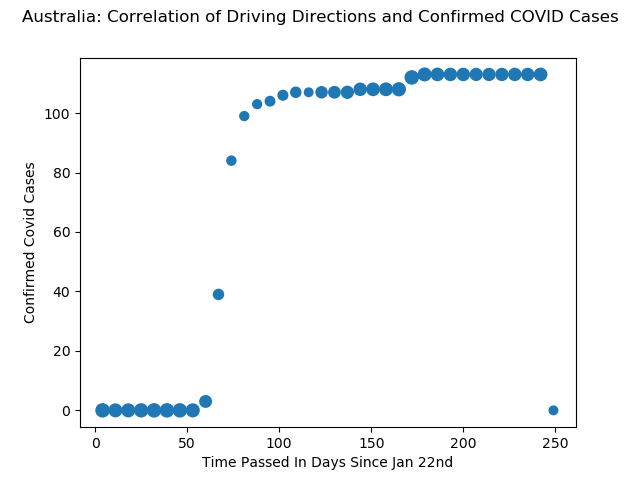 Australia: Correlation of Driving Directions and Confirmed COVID Cases
Confirmed Covid Cases
100
80
60
40
20
0
0 50 100 150 200 250
Time Passed In Days Since Jan 22nd